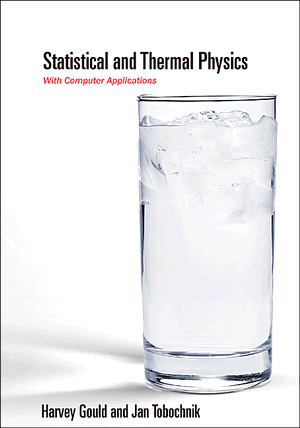 Statistical and Thermal Physics
With Computer Applications
Harvey Gould and Jan Tobochnik